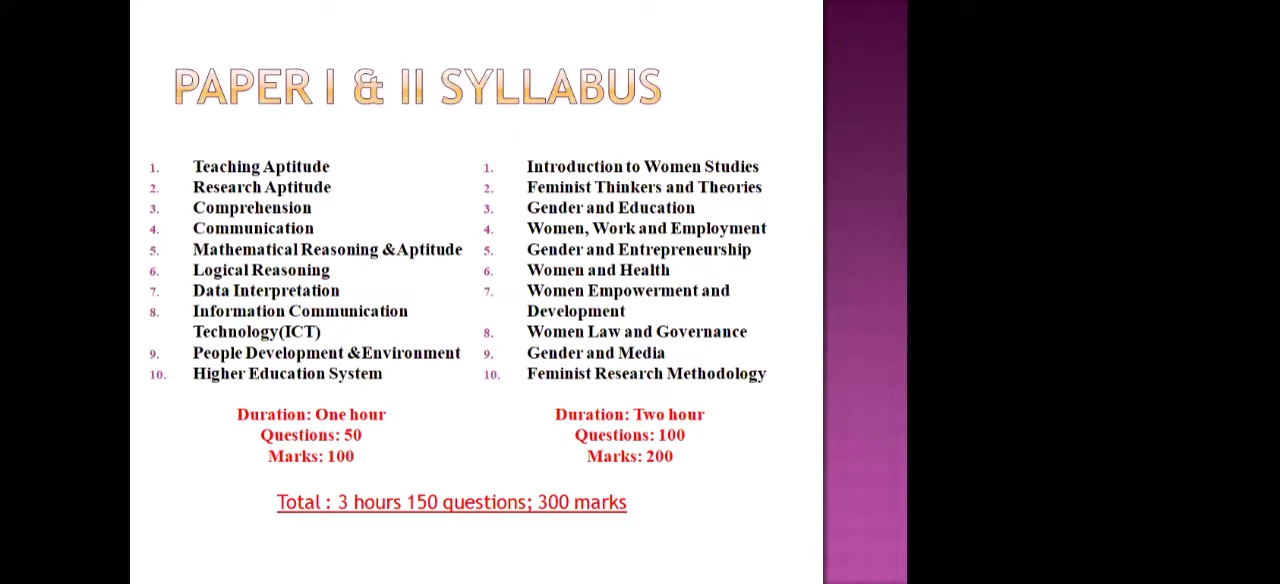 PAPER I & II SYLLABUS
1. Teaching Aptitude
2. Research Aptitude
3. Comprehension
4. Communication
5. Mathematical Reasoning &Aptitude
6. Logical Reasoning
7. Data Interpretation
8. Information Communication
Technology(ICT)
9. People Development &Environment
10. Higher Education System
Duration: One hour
Questions: 50
Marks: 100
1. Introduction to Women Studies
2. Feminist Thinkers and Theories
3. Gender and Education
4. Women, Work and Employment
5. Gender and Entrepreneurship
6. Women and Health
7. Women Empowerment and
Development
8. Women Law and Governance
9. Gender and Media
10. Feminist Research Methodology
Duration: Two hour
Questions: 100
Marks: 200
Total : 3 hours 150 questions; 300 marks